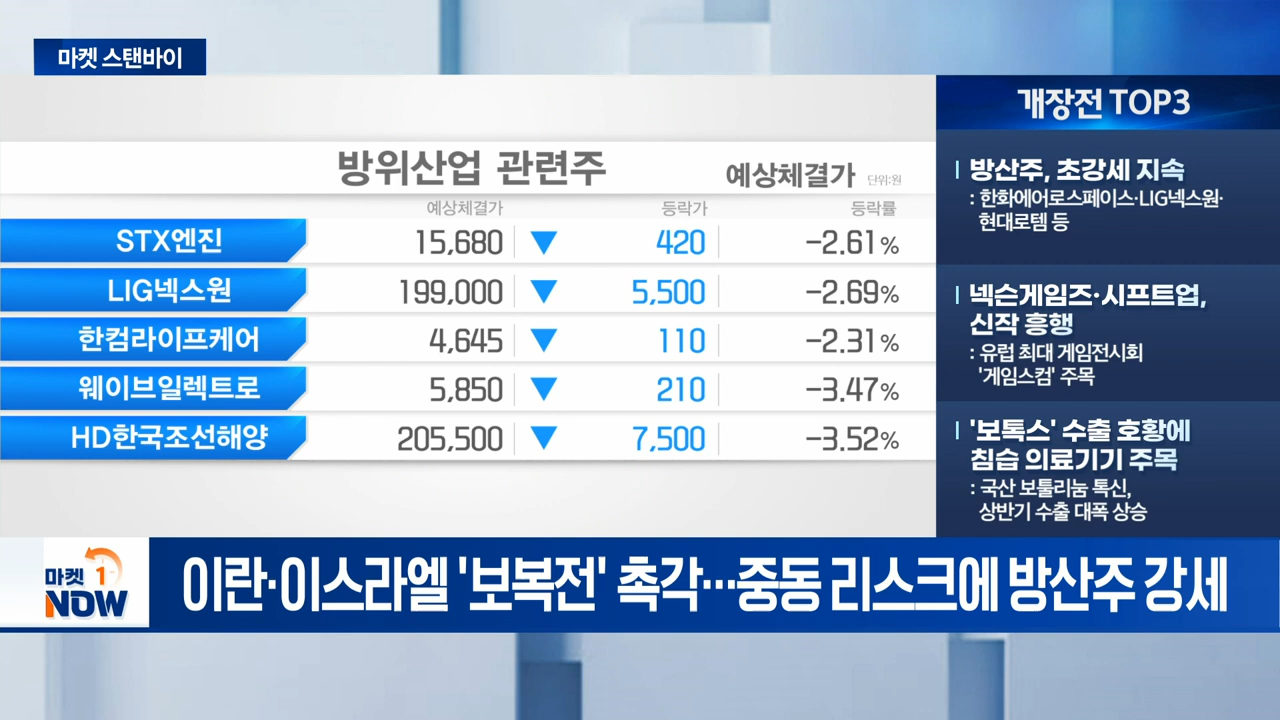 마켓 스탠바이
방위산업 관련주 예상체결가 단위:원
예상체결가 등락가 등락률
STX엔진 15,680 ▼ 420 -2.61%
LIG넥스원 199,000 ▼ 5,500 -2.69%
한컴라이프케어 4,645 ▼ 110 -2.31%
웨이브일렉트로 5,850 ▼ 210 -3.47%
HD한국조선해양 205,500 ▼ 7,500 -3.52%
개장전 TOP3
방산주, 초강세 지속
: 한화에어로스페이스·LIG넥스원·
현대로템 등
넥슨게임즈·시프트업,
신작 흥행
: 유럽 최대 게임전시회
'게임스컴' 주목
'보톡스' 수출 호황에
침습 의료기기 주목
: 국산 보툴리눔 톡신,
상반기 수출 대폭 상승
마켓 1
NOW
이란·이스라엘 '보복전' 촉각…중동 리스크에 방산주 강세